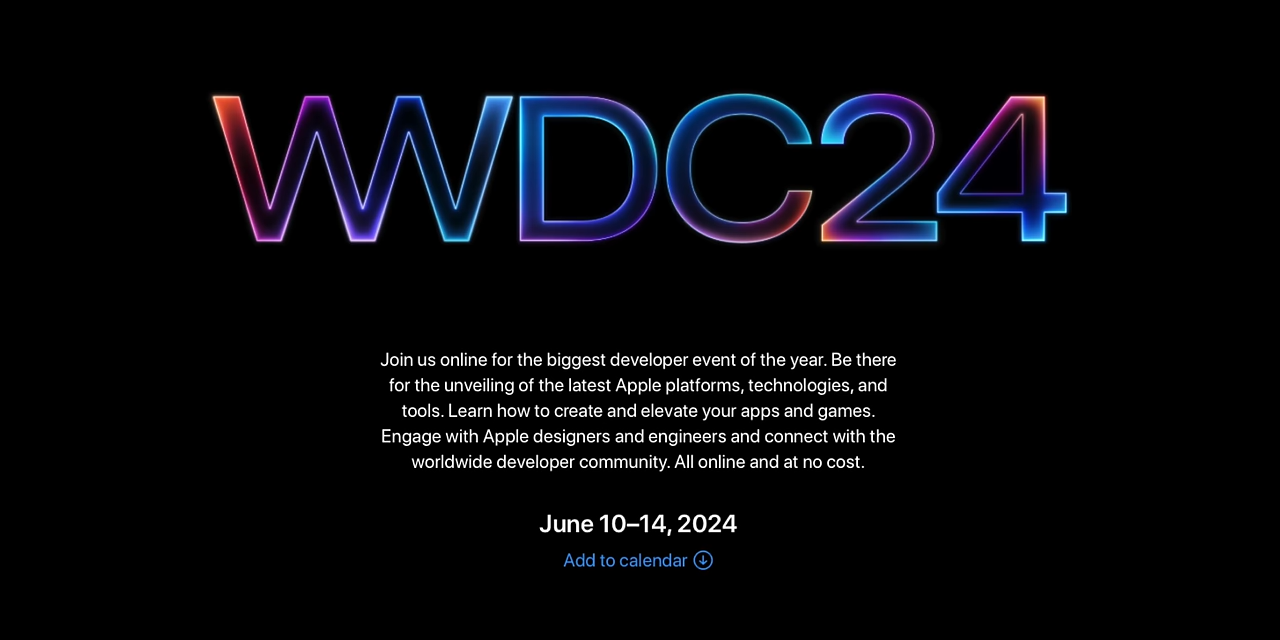 WWDC24
Join us online for the biggest developer event of the year. Be there
for the unveiling of the latest Apple platforms, technologies, and
tools. Learn how to create and elevate your apps and games.
Engage with Apple designers and engineers and connect with the
worldwide developer community. All online and at no cost.
June 10–14, 2024
Add to calendar